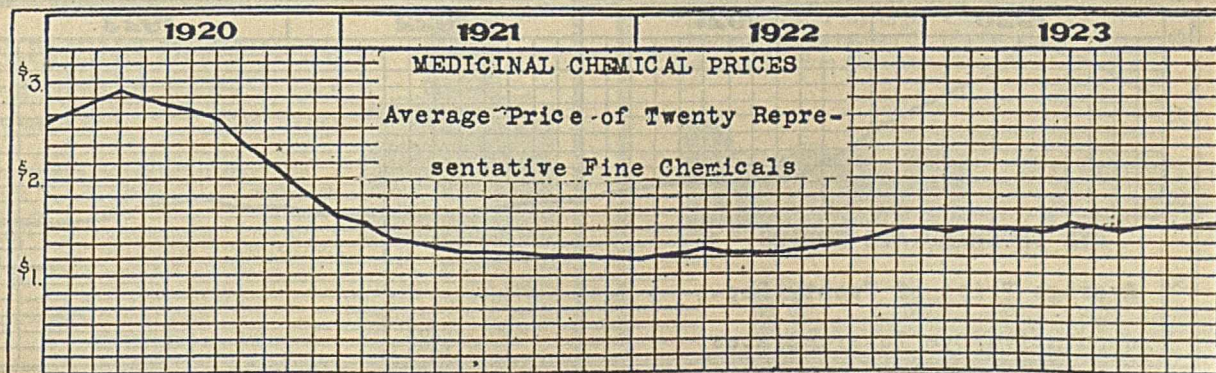 1920 1921 1922 1923
MEDICINAL CHEMICAL PRICES
Average Price of Twenty Repre-
sentative Fine Chemicals
$3.
$2.
$1.